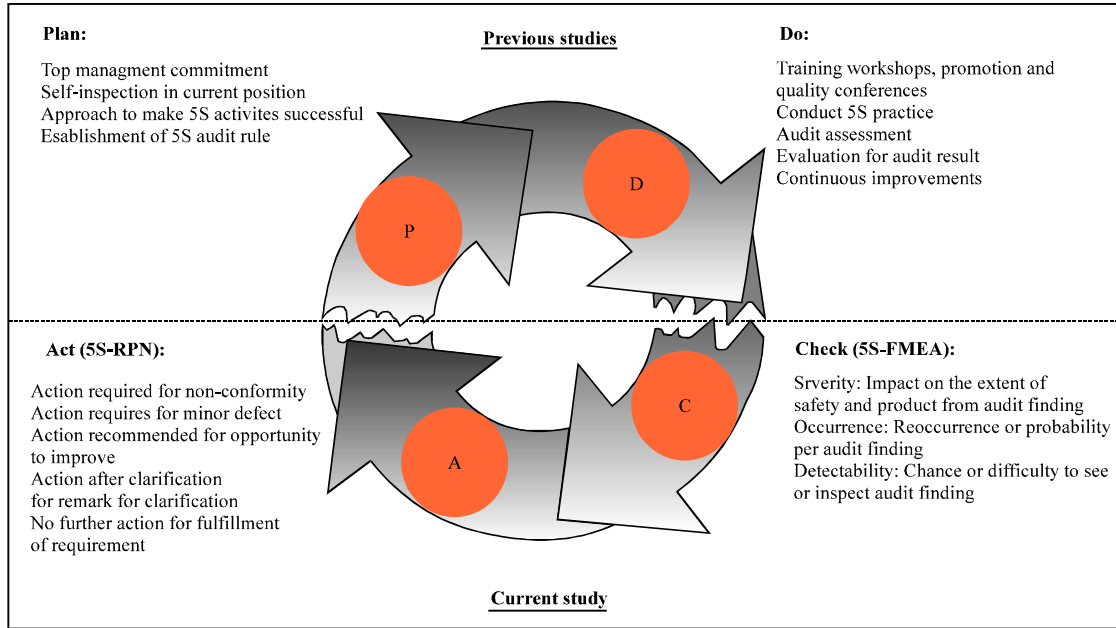 Plan:
Top managment commitment
Self-inspection in current position
Approach to make 5S activites successful
Esablishment of 5S audit rule
Previous studies
Do:
Training workshops, promotion and
quality conferences
Conduct 5S practice
Audit assessment
Evaluation for audit result
Continuous improvements
P
D
Act (5S-RPN):
Action required for non-conformity
Action requires for minor defect
Action recommended for opportunity
to improve
Action after clarification
for remark for clarification
No further action for fulfillment
of requirement
A
C
Check (5S-FMEA):
Srverity: Impact on the extent of
safety and product from audit finding
Occurrence: Reoccurrence or probability
per audit finding
Detectability: Chance or difficulty to see
or inspect audit finding
Current study